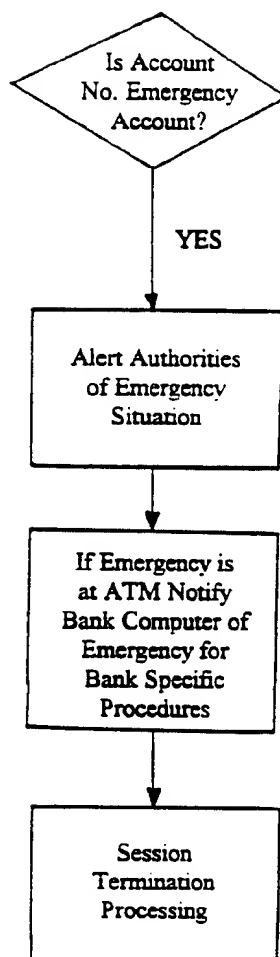 Is Account
No. Emergency
Account?
YES
Alert Authorities
of Emergency
Situation
If Emergency is
at ATM Notify
Bank Computer of
Emergency for
Bank Specific
Procedures
Session
Termination
Processing